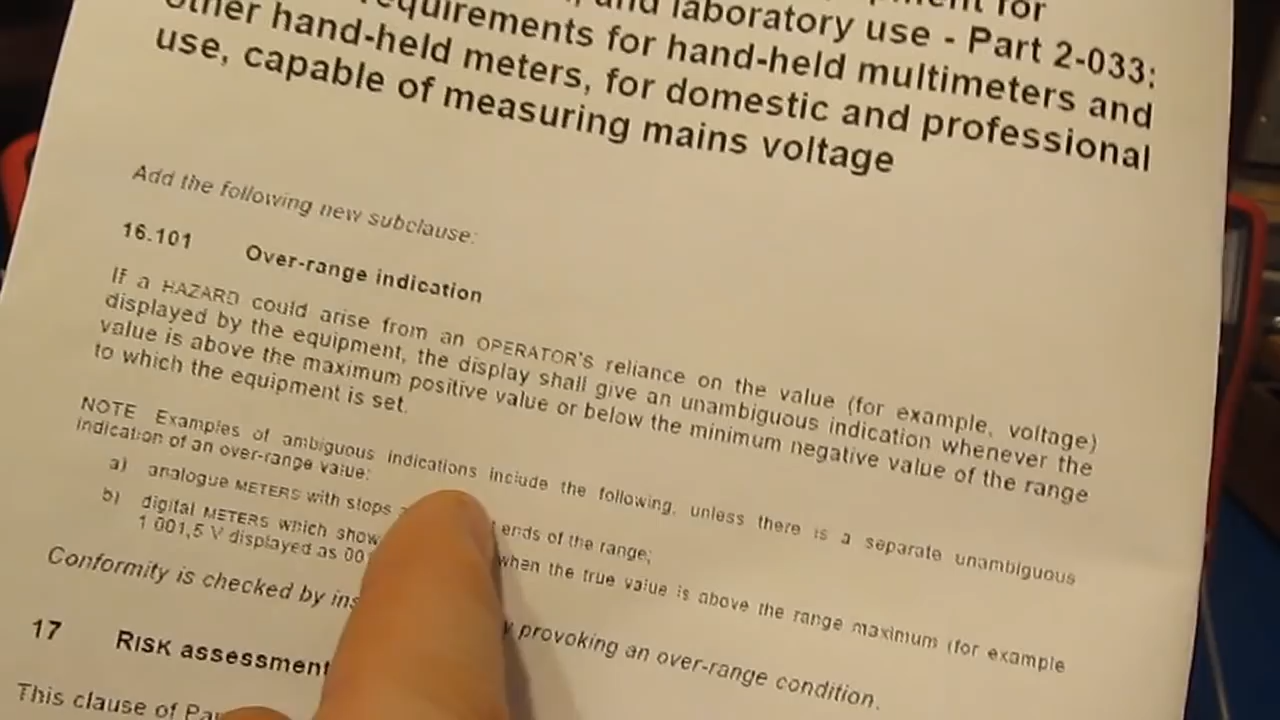 for
and laboratory use - Part 2-033:
requirements for hand-held multimeters and
other hand-held meters, for domestic and professional
use, capable of measuring mains voltage
Add the following new subclause:
16.101 Over-range indication
If a HAZARD could arise from an OPERATOR'S reliance on the value (for example, voltage)
displayed by the equipment, the display shall give an unambiguous indication whenever the
value is above the maximum positive value or below the minimum negative value of the range
to which the equipment is set.
NOTE Examples of ambiguous indications include the following, unless there is a separate unambiguous
indication of an over-range value:
a) analogue METERS with stops ends of the range;
b) digital METERS which show when the true value is above the range maximum (for example
1 001,5 V displayed as 00
Conformity is checked by provoking an over-range condition.
17 RISK assessment
This clause of